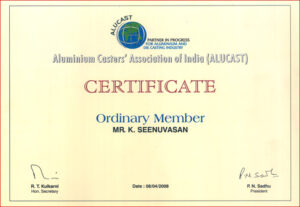 ALUCAST
PARTNER IN PROGRESS
FOR ALUMINIUM AND
DIE CASTING INDUSTRY
Aluminium Casters' Association of India (ALUCAST)
CERTIFICATE
Ordinary Member
MR. K. SEENUVASAN
R. T. Kulkarni
Hon. Secretary
Date : 08/04/2008
P. N. Sadhu
President